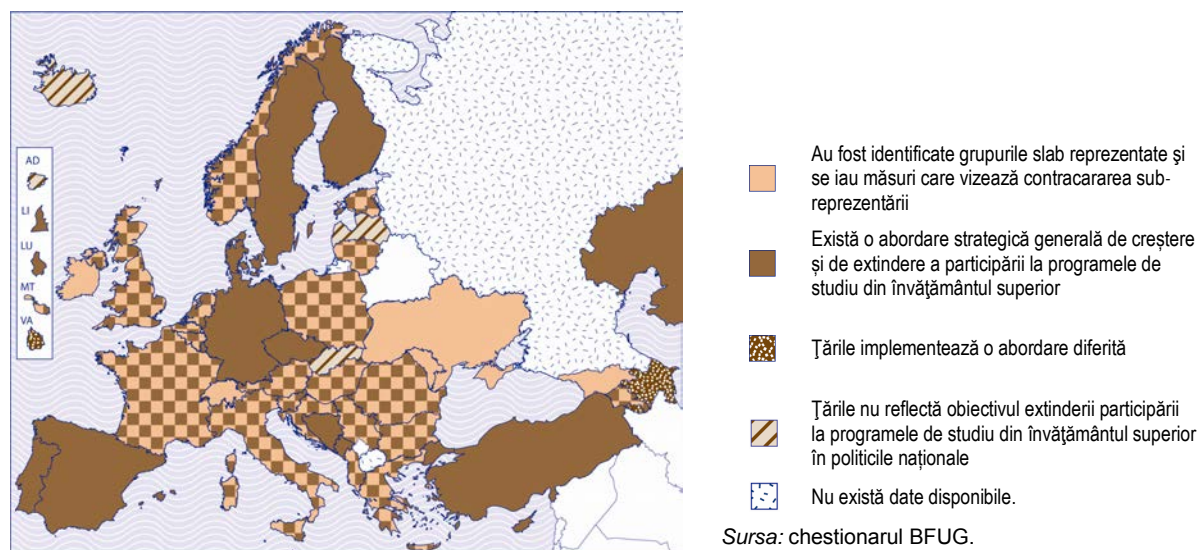 AD
LI
LU
MT
VA
Au fost identificate grupurile slab reprezentate şi
se iau măsuri care vizează contracararea sub-
reprezentării
Există o abordare strategică generală de creștere
și de extindere a participării la programele de
studiu din învăţământul superior
Ţările implementează o abordare diferită
Ţările nu reflectă obiectivul extinderii participării
la programele de studiu din învăţământul superior
în politicile naționale
Nu există date disponibile.
Sursa: chestionarul BFUG.